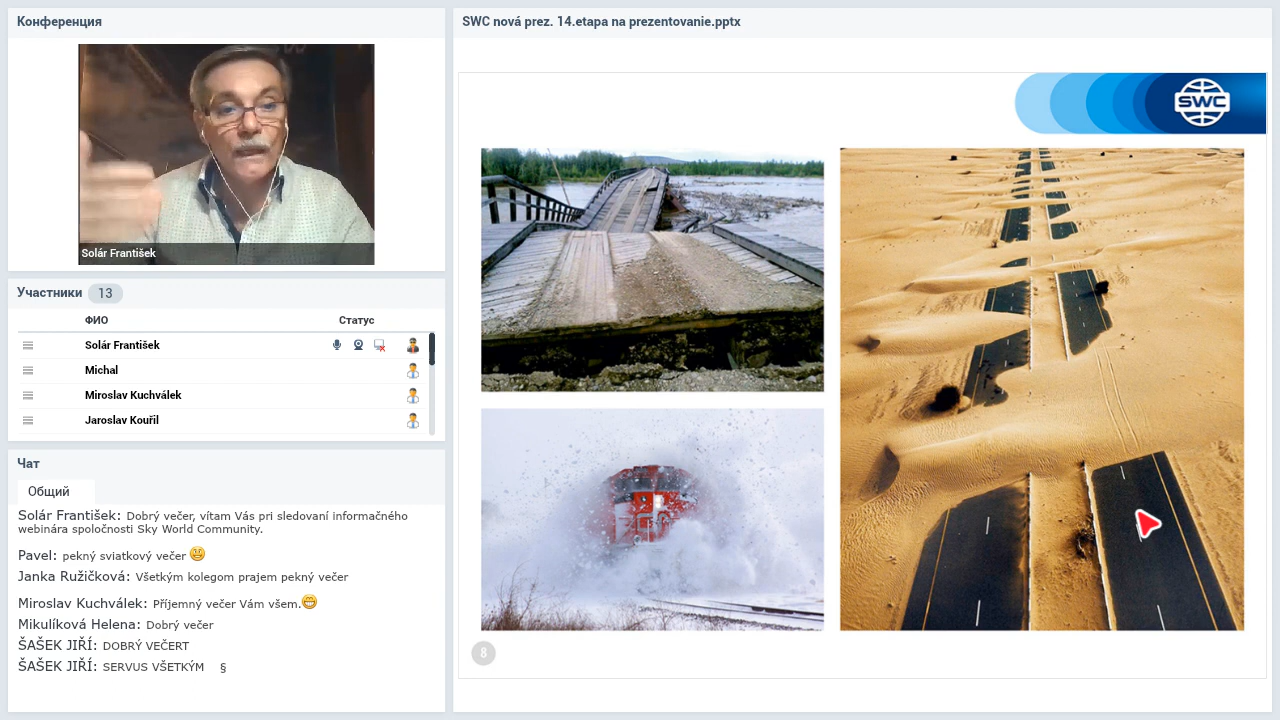 Конференция
Solár František
Участники 13
ФИО Статус
Solár František
Michal
Miroslav Kuchválek
Jaroslav Kouřil
Чат
Общий
Solár František: Dobrý večer, vítam Vás pri sledovaní informačného
webinára spoločnosti Sky World Community.
Pavel: pekný sviatkový večer
Janka Ružičková: Všetkým kolegom prajem pekný večer
Miroslav Kuchválek: Příjemný večer Vám všem.
Mikulíková Helena: Dobrý večer
ŠAŠEK JIŘÍ: DOBRÝ VEČERT
ŠAŠEK JIŘÍ: SERVUS VŠETKÝM §
SWC nová prez. 14.etapa na prezentovanie.pptx
SWC
8